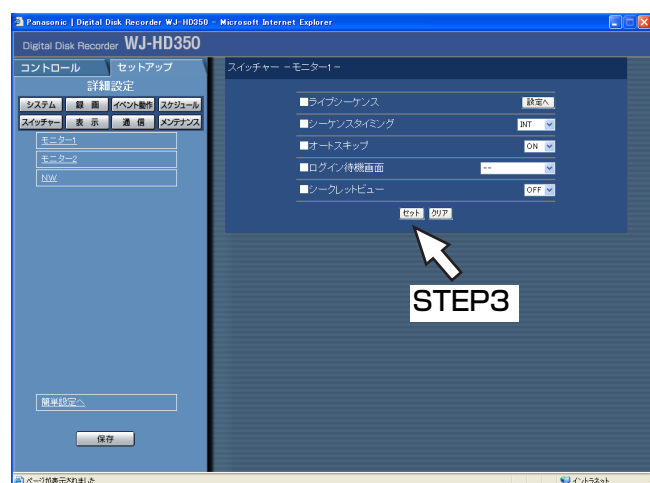 Panasonic | Digital Disk Recorder WJ-HD350 - Microsoft Internet Explorer
Digital Disk Recorder WJ-HD350
コントロール セットアップ
詳細設定
システム 録 画 イベント動作 スケジュール
スイッチャー 表 示 通 信 メンテナンス
モニター1
モニター2
NW
簡単設定へ
保存
スイッチャー －モニター1－
■ライブシーケンス 設定へ
■シーケンスタイミング INT
■オートスキップ ON
■ログイン待機画面 --
■シークレットビュー OFF
セット クリア
STEP3
ページが表示されました イントラネット